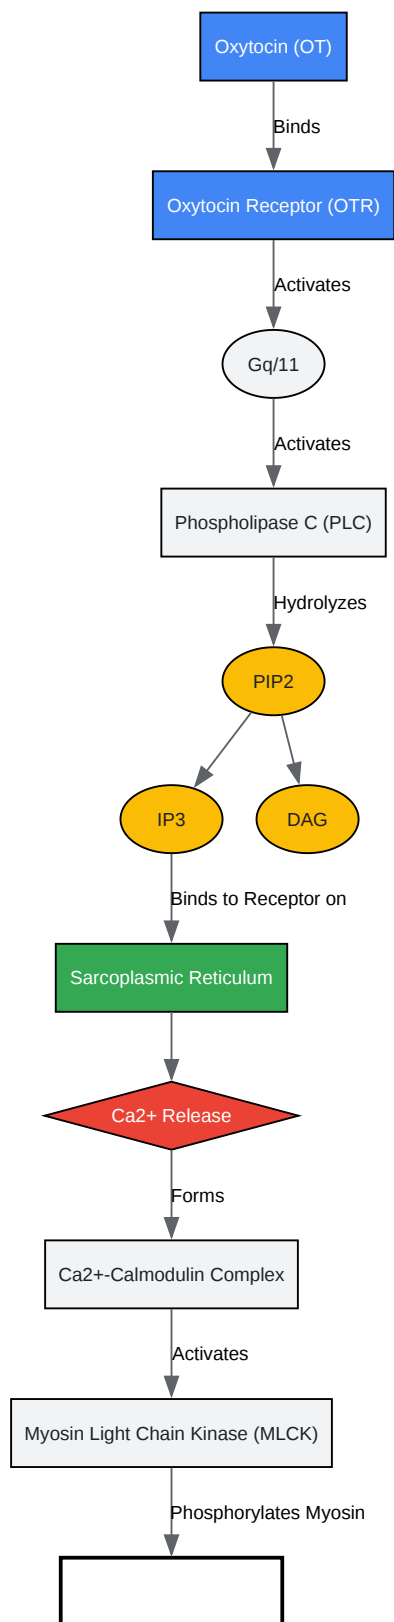 Oxytocin (OT)
Binds
Oxytocin Receptor (OTR)
Activates
Gq/11
Activates
Phospholipase C (PLC)
Hydrolyzes
PIP2
IP3
DAG
Binds to Receptor on
Sarcoplasmic Reticulum
Ca2+ Release
Forms
Ca2+-Calmodulin Complex
Activates
Myosin Light Chain Kinase (MLCK)
Phosphorylates Myosin